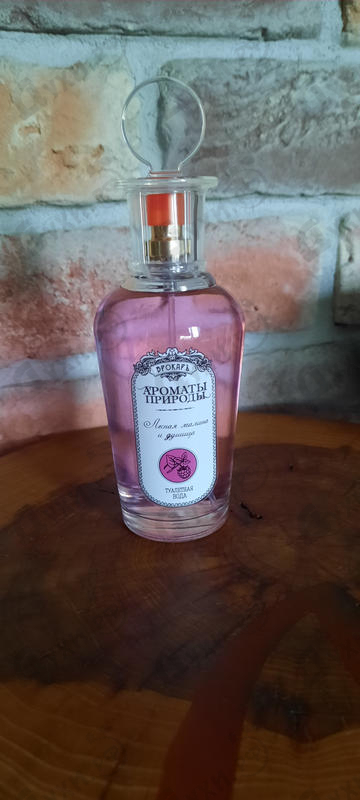 БРОКАРЪ
АРОМАТЫ
ПРИРОДЫ
Лесная малина
и душица
ТУАЛЕТНАЯ
ВОДА